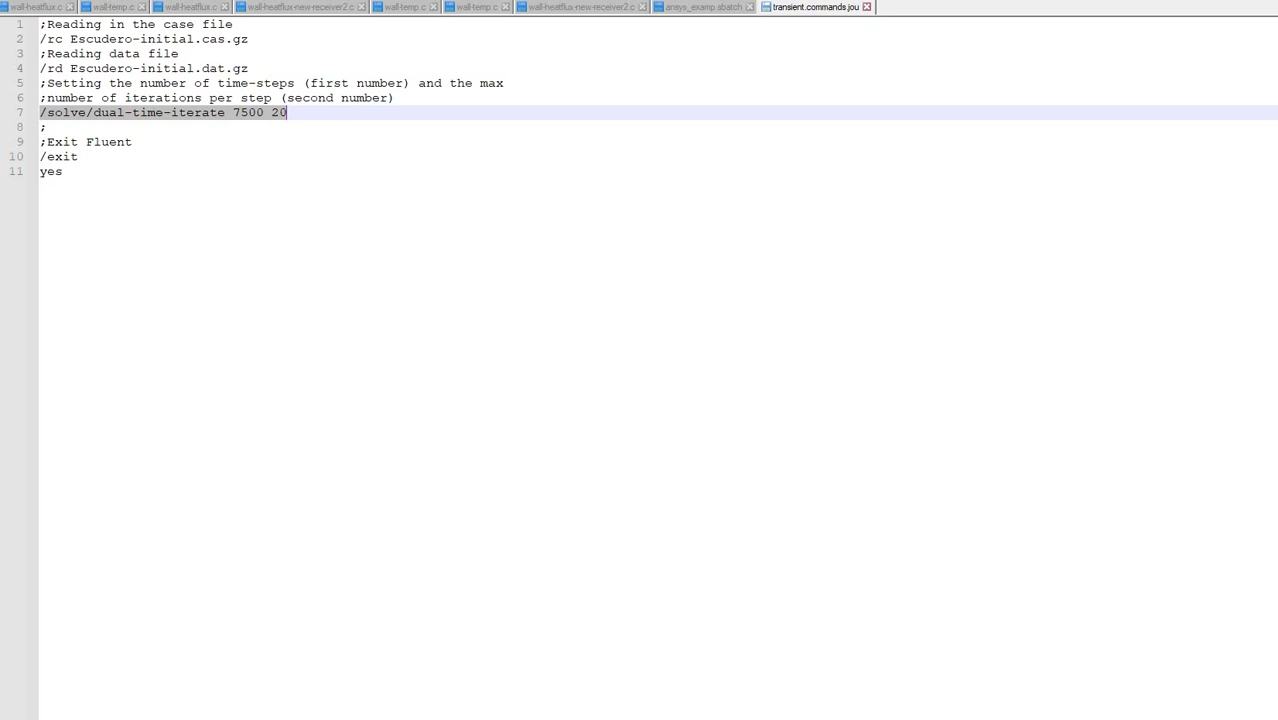 wall-heatflux.c wall-temp.c wall-heatflux.c wall-heatflux-new-receiver2.c wall-temp.c wall-temp.c wall-heatflux-new-receiver2.c ansys_examp.sbatch transient.commands.jou
1 ;Reading in the case file
2 /rc Escudero-initial.cas.gz
3 ;Reading data file
4 /rd Escudero-initial.dat.gz
5 ;Setting the number of time-steps (first number) and the max
6 ;number of iterations per step (second number)
7 /solve/dual-time-iterate 7500 20
8 ;
9 ;Exit Fluent
10 /exit
11 yes